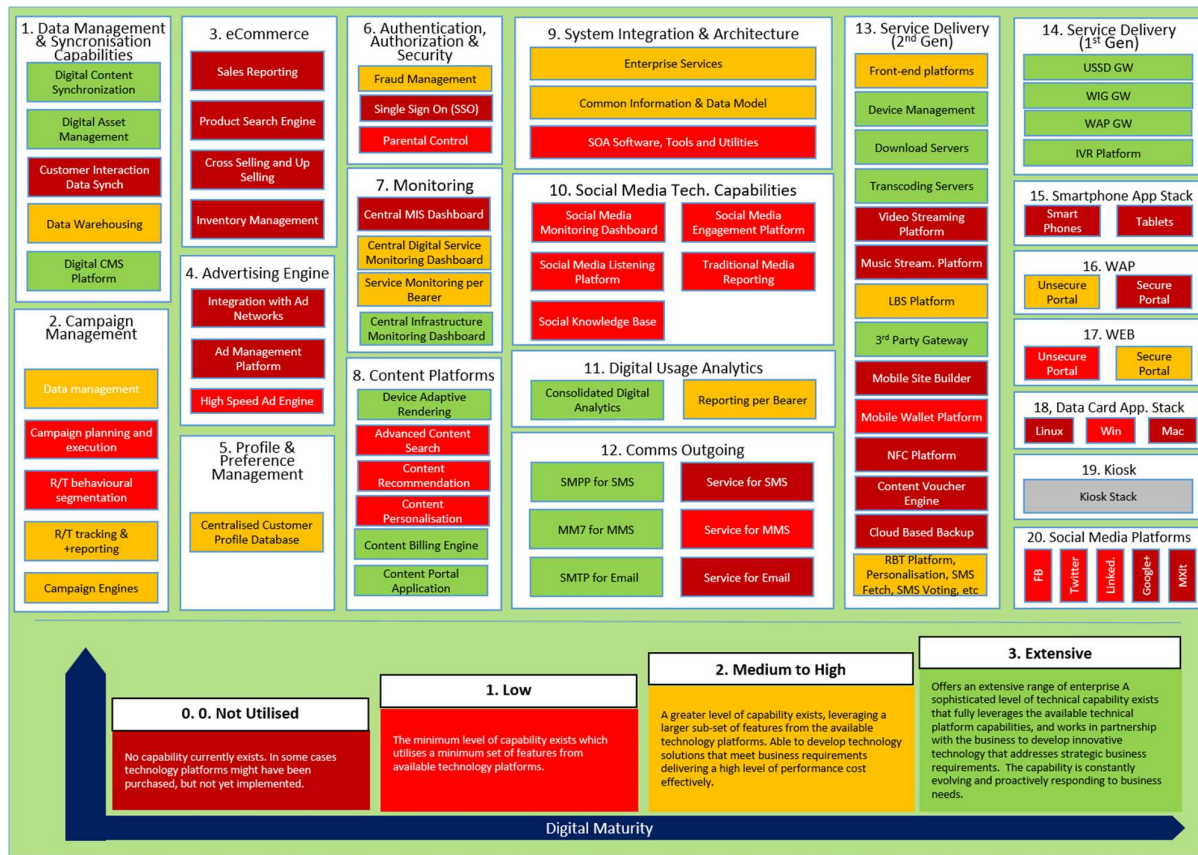 1. Data Management
& Syncronisation
Capabilities
Digital Content
Synchronization
Digital Asset
Management
Customer Interaction
Data Synch
Data Warehousing
Digital CMS
Platform
2. Campaign
Management
Data management
Campaign planning and
execution
R/T behavioural
segmentation
R/T tracking &
+reporting
Campaign Engines
3. eCommerce
Sales Reporting
Product Search Engine
Cross Selling and Up
Selling
Inventory Management
4. Advertising Engine
Integration with Ad
Networks
Ad Management
Platform
High Speed Ad Engine
5. Profile &
Preference
Management
Centralised Customer
Profile Database
6. Authentication,
Authorization &
Security
Fraud Management
Single Sign On (SSO)
Parental Control
7. Monitoring
Central MIS Dashboard
Central Digital Service
Monitoring Dashboard
Service Monitoring per
Bearer
Central Infrastructure
Monitoring Dashboard
8. Content Platforms
Device Adaptive
Rendering
Advanced Content
Search
Content
Recommendation
Content
Personalisation
Content Billing Engine
Content Portal
Application
9. System Integration & Architecture
Enterprise Services
Common Information & Data Model
SOA Software, Tools and Utilities
10. Social Media Tech. Capabilities
Social Media
Monitoring Dashboard
Social Media
Engagement Platform
Social Media Listening
Platform
Traditional Media
Reporting
Social Knowledge Base
11. Digital Usage Analytics
Consolidated Digital
Analytics
Reporting per Bearer
12. Comms Outgoing
SMPP for SMS
Service for SMS
MM7 for MMS
Service for MMS
SMTP for Email
Service for Email
13. Service Delivery
(2nd Gen)
Front-end platforms
Device Management
Download Servers
Transcoding Servers
Video Streaming
Platform
Music Stream. Platform
LBS Platform
3rd Party Gateway
Mobile Site Builder
Mobile Wallet Platform
NFC Platform
Content Voucher
Engine
Cloud Based Backup
RBT Platform,
Personalisation, SMS
Fetch, SMS Voting, etc
14. Service Delivery
(1st Gen)
USSD GW
WIG GW
WAP GW
IVR Platform
15. Smartphone App Stack
Smart
Phones
Tablets
16. WAP
Unsecure
Portal
Secure
Portal
17. WEB
Unsecure
Portal
Secure
Portal
18, Data Card App. Stack
Linux
Win
Mac
19. Kiosk
Kiosk Stack
20. Social Media Platforms
FB
Twitter
Linked.
Google+
MXit
0. 0. Not Utilised
No capability currently exists. In some cases
technology platforms might have been
purchased, but not yet implemented.
1. Low
The minimum level of capability exists which
utilises a minimum set of features from
available technology platforms.
2. Medium to High
A greater level of capability exists, leveraging a
larger sub-set of features from the available
technology platforms. Able to develop technology
solutions that meet business requirements
delivering a high level of performance cost
effectively.
3. Extensive
Offers an extensive range of enterprise A
sophisticated level of technical capability exists
that fully leverages the available technical
platform capabilities, and works in partnership
with the business to develop innovative
technology that addresses strategic business
requirements. The capability is constantly
evolving and proactively responding to business
needs.
Digital Maturity